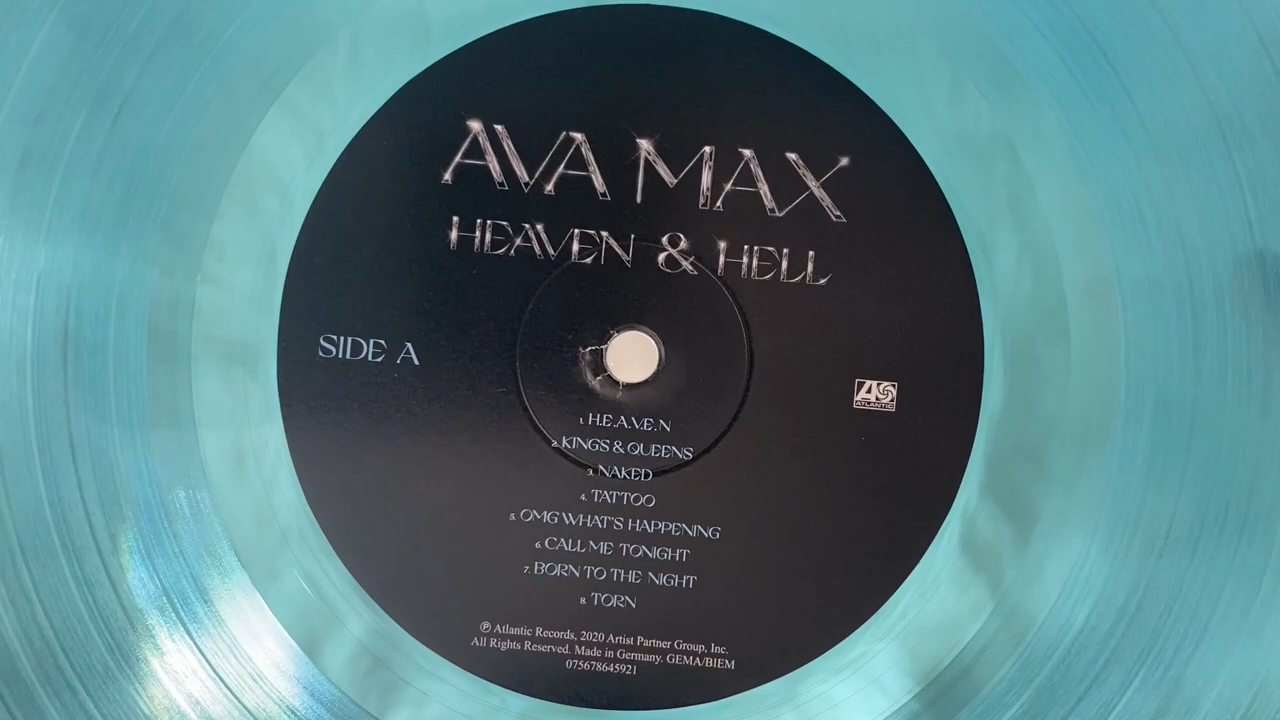 AVA MAX
HEAVEN & HELL
SIDE A
A
ATLANTIC
1. H.E.A.V.E.N
2. KINGS & QUEENS
3. NAKED
4. TATTOO
5. OMG WHAT'S HAPPENING
6. CALL ME TONIGHT
7. BORN TO THE NIGHT
8. TORN
℗ Atlantic Records, 2020 Artist Partner Group, Inc.
All Rights Reserved. Made in Germany. GEMA/BIEM
075678645921